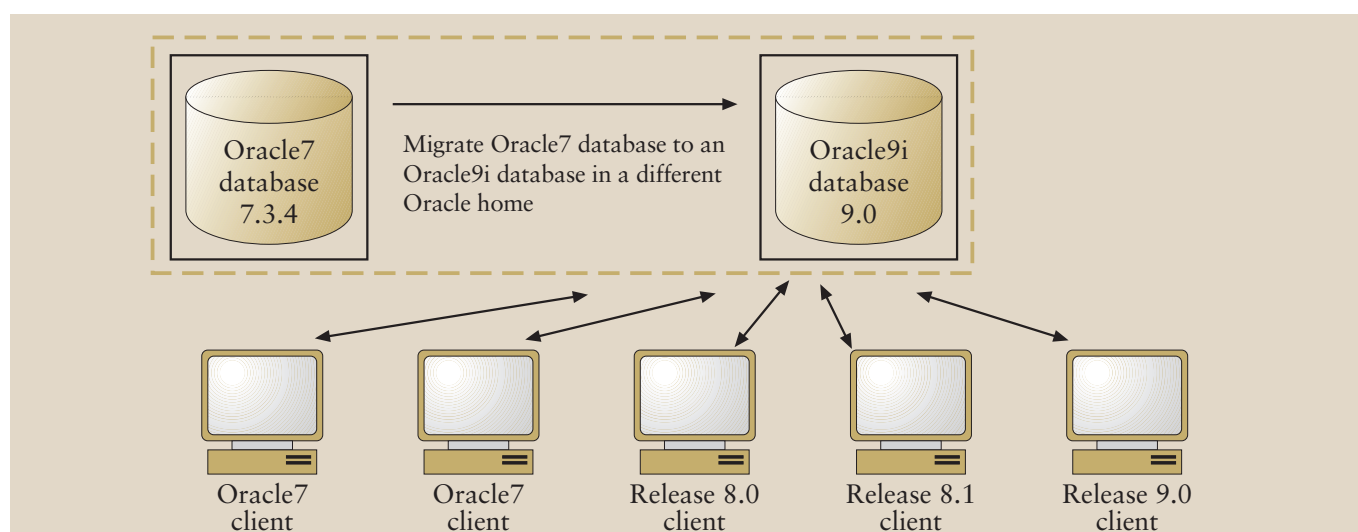 Oracle7
database
7.3.4
Migrate Oracle7 database to an
Oracle9i database in a different
Oracle home
Oracle9i
database
9.0
Oracle7
client
Oracle7
client
Release 8.0
client
Release 8.1
client
Release 9.0
client